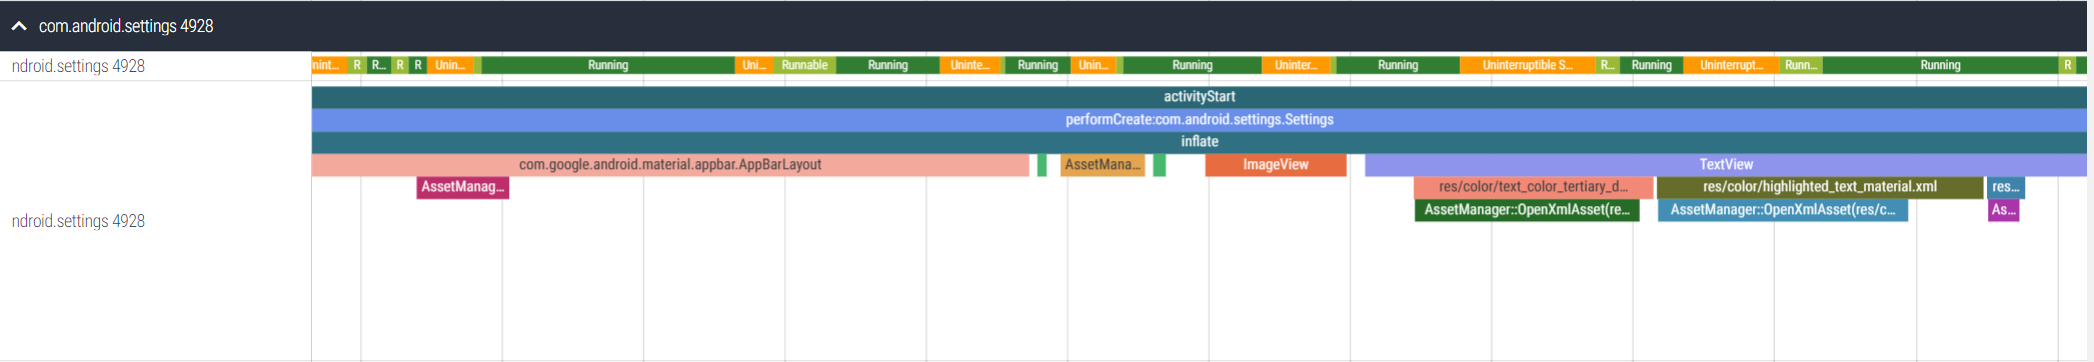 com.android.settings 4928
ndroid.settings 4928
Unint... R R... R R Unin... Running Uni... Runnable Running Uninte... Running Unin... Running Uninter... Running Uninterruptible S... R... Running Uninterrupt... Runn... Running R
activityStart
performCreate:com.android.settings.Settings
inflate
com.google.android.material.appbar.AppBarLayout AssetMana... ImageView TextView
AssetManag... res/color/text_color_tertiary_d... res/color/highlighted_text_material.xml res...
AssetManager::OpenXmlAsset(re... AssetManager::OpenXmlAsset(res/c... As...
ndroid.settings 4928